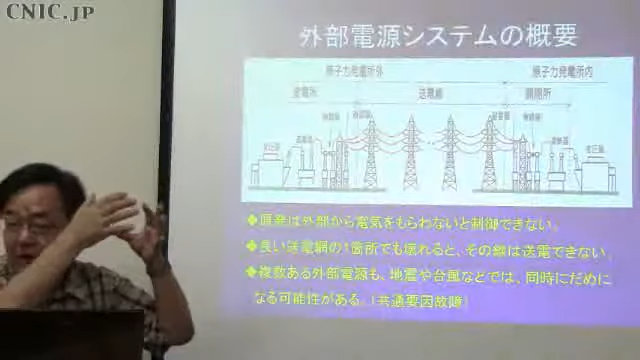 CNIC.JP
外部電源システムの概要
原子力発電所外
原子力発電所内
変電所
送電線
開閉所
◆原発は外部から電気をもらわないと制御できない。
◆長い送電網の1箇所でも壊れると、その線は送電できない。
◆複数ある外部電源も、地震や台風などでは、同時にだめに
なる可能性がある。（共通要因故障）